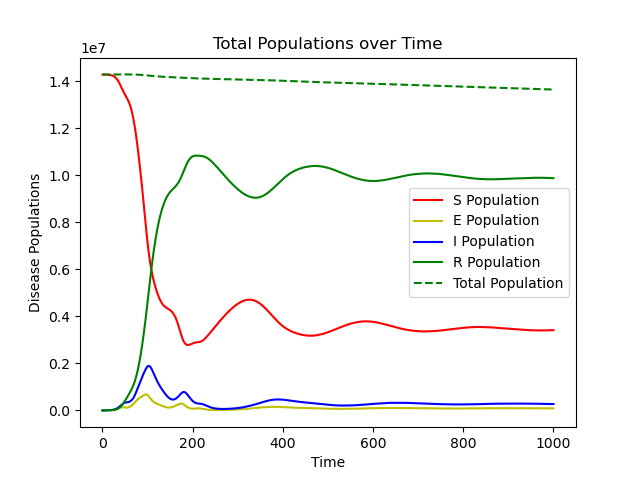 Total Populations over Time
1e7
Disease Populations
1.4
1.2
1.0
0.8
0.6
0.4
0.2
0.0
S Population
E Population
I Population
R Population
Total Population
0 200 400 600 800 1000
Time